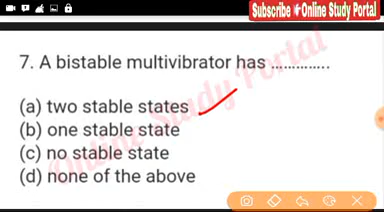 Subscribe Online Study Portal
7. A bistable multivibrator has ..............
(a) two stable states
(b) one stable state
(c) no stable state
(d) none of the above
Online Study Portal